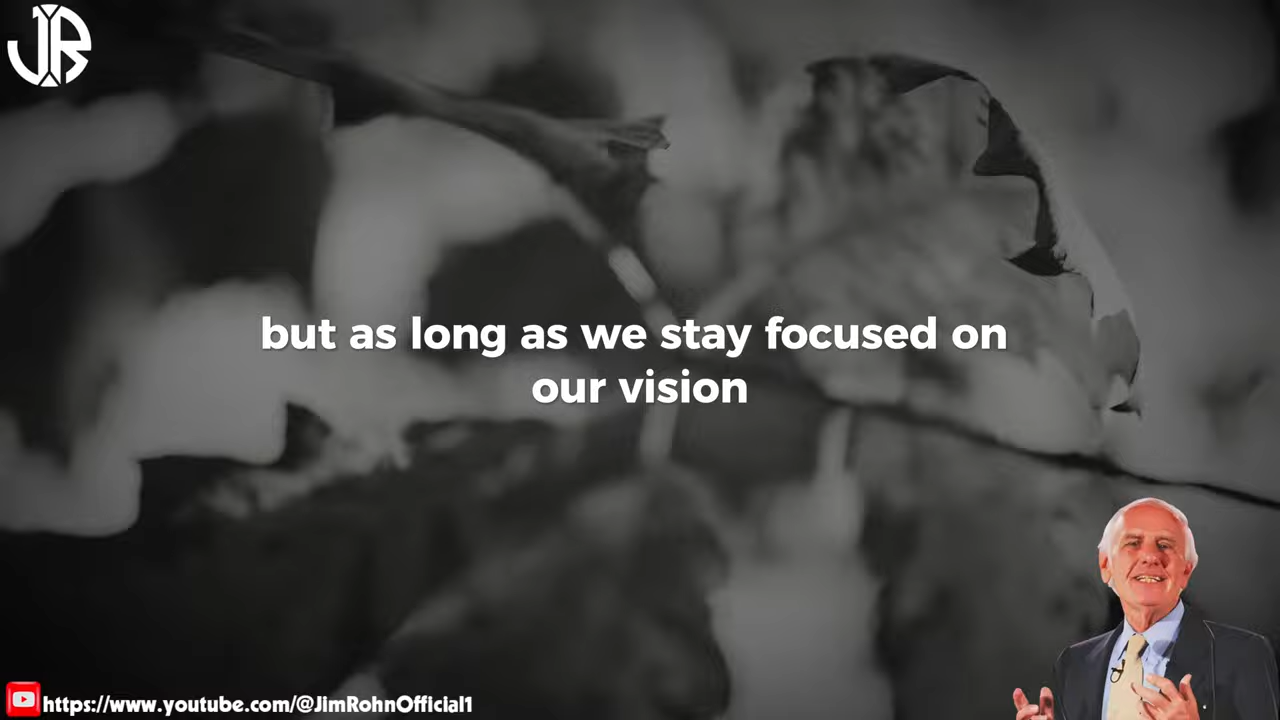 JR
but as long as we stay focused on
our vision
https://www.youtube.com/@JimRohnOfficial1